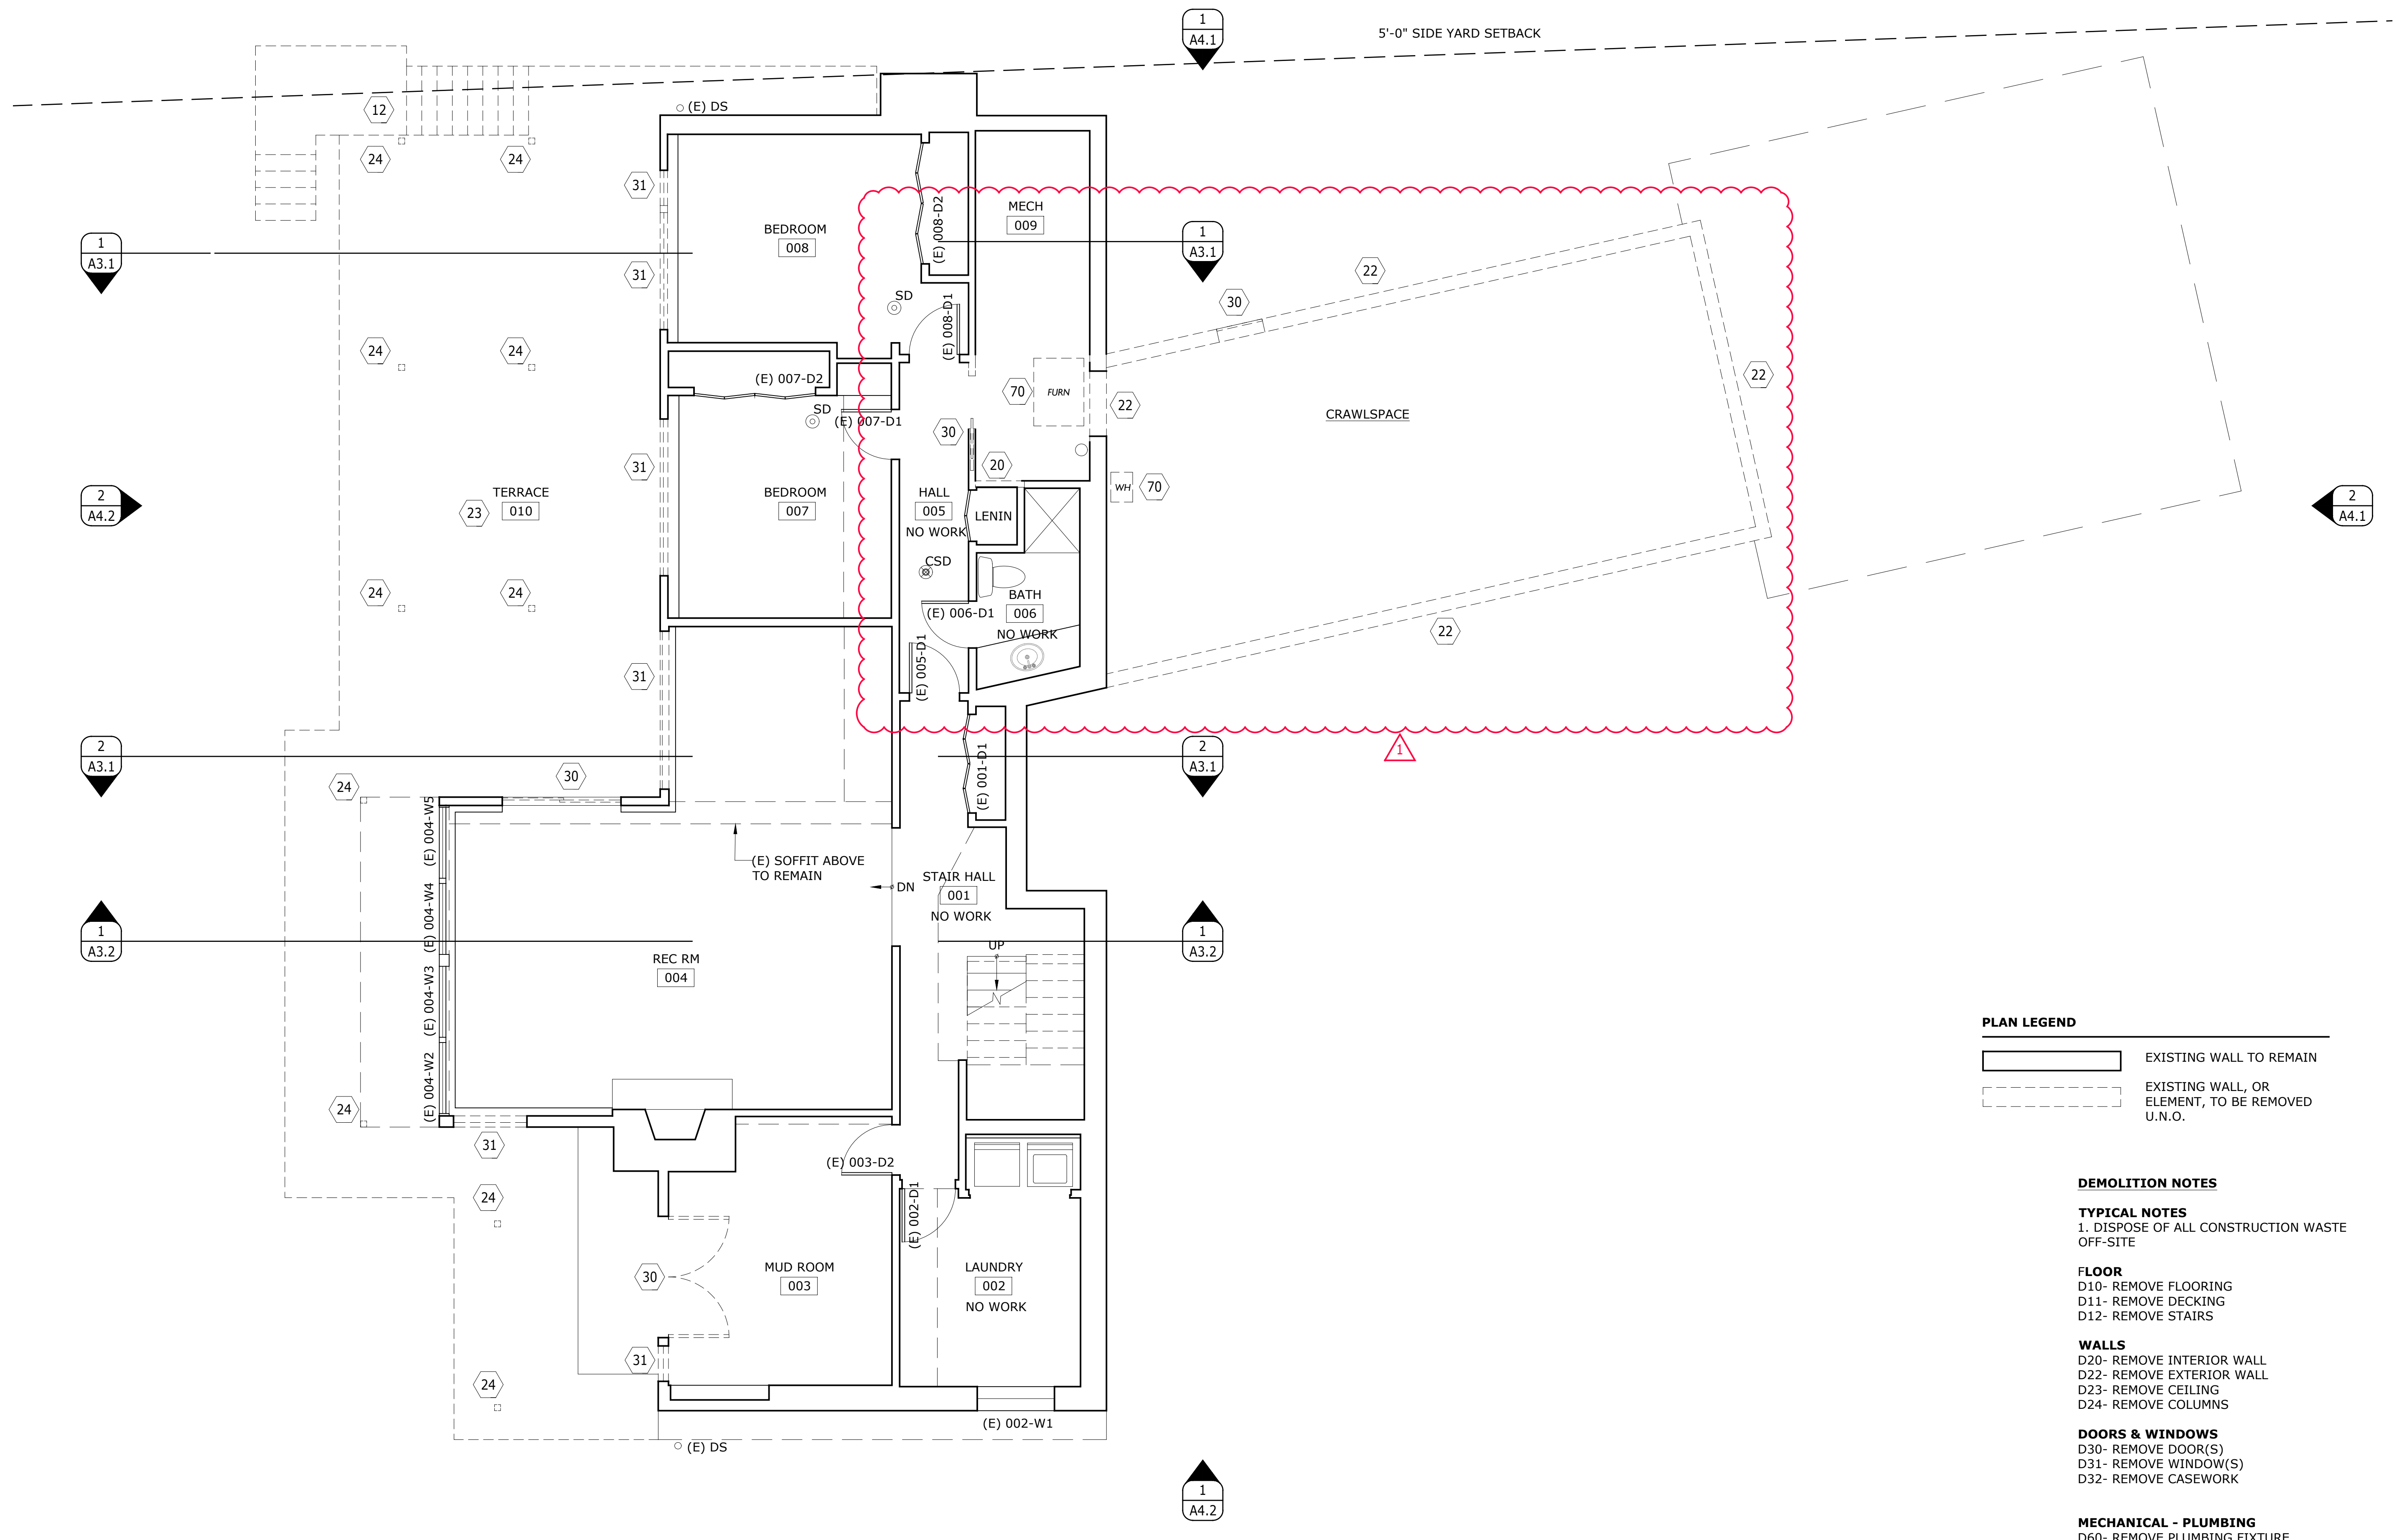 1
A4.1
5'-0" SIDE YARD SETBACK
12
(E) DS
24
24
31
MECH
009
(E) 008-D2
BEDROOM
008
1
A3.1
1
A3.1
31
22
SD
30
(E) 008-D1
24
24
(E) 007-D2
70
FURN
22
22
SD
(E) 007-D1
CRAWLSPACE
30
20
31
2
A4.2
23
TERRACE
010
BEDROOM
007
HALL
005
NO WORK
LENIN
WH
70
2
A4.1
CSD
24
24
BATH
006
NO WORK
(E) 006-D1
22
(E) 005-D1
31
2
A3.1
2
A3.1
1
30
24
(E) 001-D1
(E) 004-W5
(E) SOFFIT ABOVE
TO REMAIN
DN
STAIR HALL
001
NO WORK
(E) 004-W4
1
A3.2
1
A3.2
UP
REC RM
004
(E) 004-W3
(E) 004-W2
24
31
(E) 003-D2
24
(E) 002-D1
30
MUD ROOM
003
LAUNDRY
002
NO WORK
31
24
(E) 002-W1
(E) DS
1
A4.2
PLAN LEGEND
EXISTING WALL TO REMAIN
EXISTING WALL, OR
ELEMENT, TO BE REMOVED
U.N.O.
DEMOLITION NOTES
TYPICAL NOTES
1. DISPOSE OF ALL CONSTRUCTION WASTE
OFF-SITE
FLOOR
D10- REMOVE FLOORING
D11- REMOVE DECKING
D12- REMOVE STAIRS
WALLS
D20- REMOVE INTERIOR WALL
D22- REMOVE EXTERIOR WALL
D23- REMOVE CEILING
D24- REMOVE COLUMNS
DOORS & WINDOWS
D30- REMOVE DOOR(S)
D31- REMOVE WINDOW(S)
D32- REMOVE CASEWORK
MECHANICAL - PLUMBING
D60- REMOVE PLUMBING FIXTURE